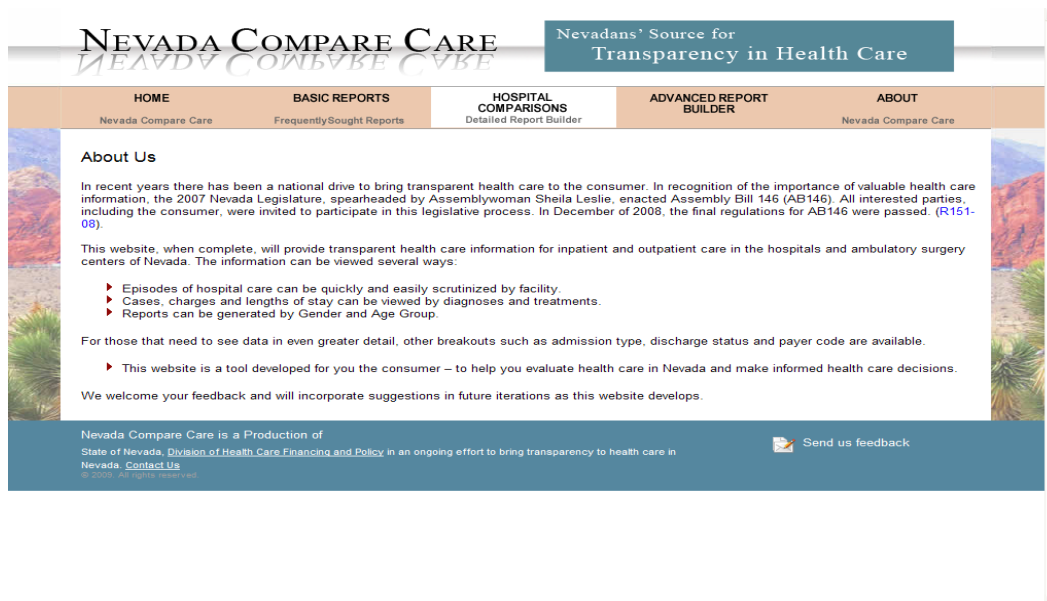 NEVADA COMPARE CARE
Nevadans' Source for
Transparency in Health Care
HOME
Nevada Compare Care
BASIC REPORTS
FrequentlySought Reports
HOSPITAL
COMPARISONS
Detailed Report Builder
ADVANCED REPORT
BUILDER
ABOUT
Nevada Compare Care
About Us
In recent years there has been a national drive to bring transparent health care to the consumer. In recognition of the importance of valuable health care
information, the 2007 Nevada Legislature, spearheaded by Assemblywoman Sheila Leslie, enacted Assembly Bill 146 (AB146). All interested parties,
including the consumer, were invited to participate in this legislative process. In December of 2008, the final regulations for AB146 were passed. (R151-
08).
This website, when complete, will provide transparent health care information for inpatient and outpatient care in the hospitals and ambulatory surgery
centers of Nevada. The information can be viewed several ways:
Episodes of hospital care can be quickly and easily scrutinized by facility.
Cases, charges and lengths of stay can be viewed by diagnoses and treatments.
Reports can be generated by Gender and Age Group.
For those that need to see data in even greater detail, other breakouts such as admission type, discharge status and payer code are available.
This website is a tool developed for you the consumer – to help you evaluate health care in Nevada and make informed health care decisions.
We welcome your feedback and will incorporate suggestions in future iterations as this website develops.
Nevada Compare Care is a Production of
State of Nevada, Division of Health Care Financing and Policy in an ongoing effort to bring transparency to health care in
Nevada. Contact Us
© 2009. All rights reserved.
Send us feedback